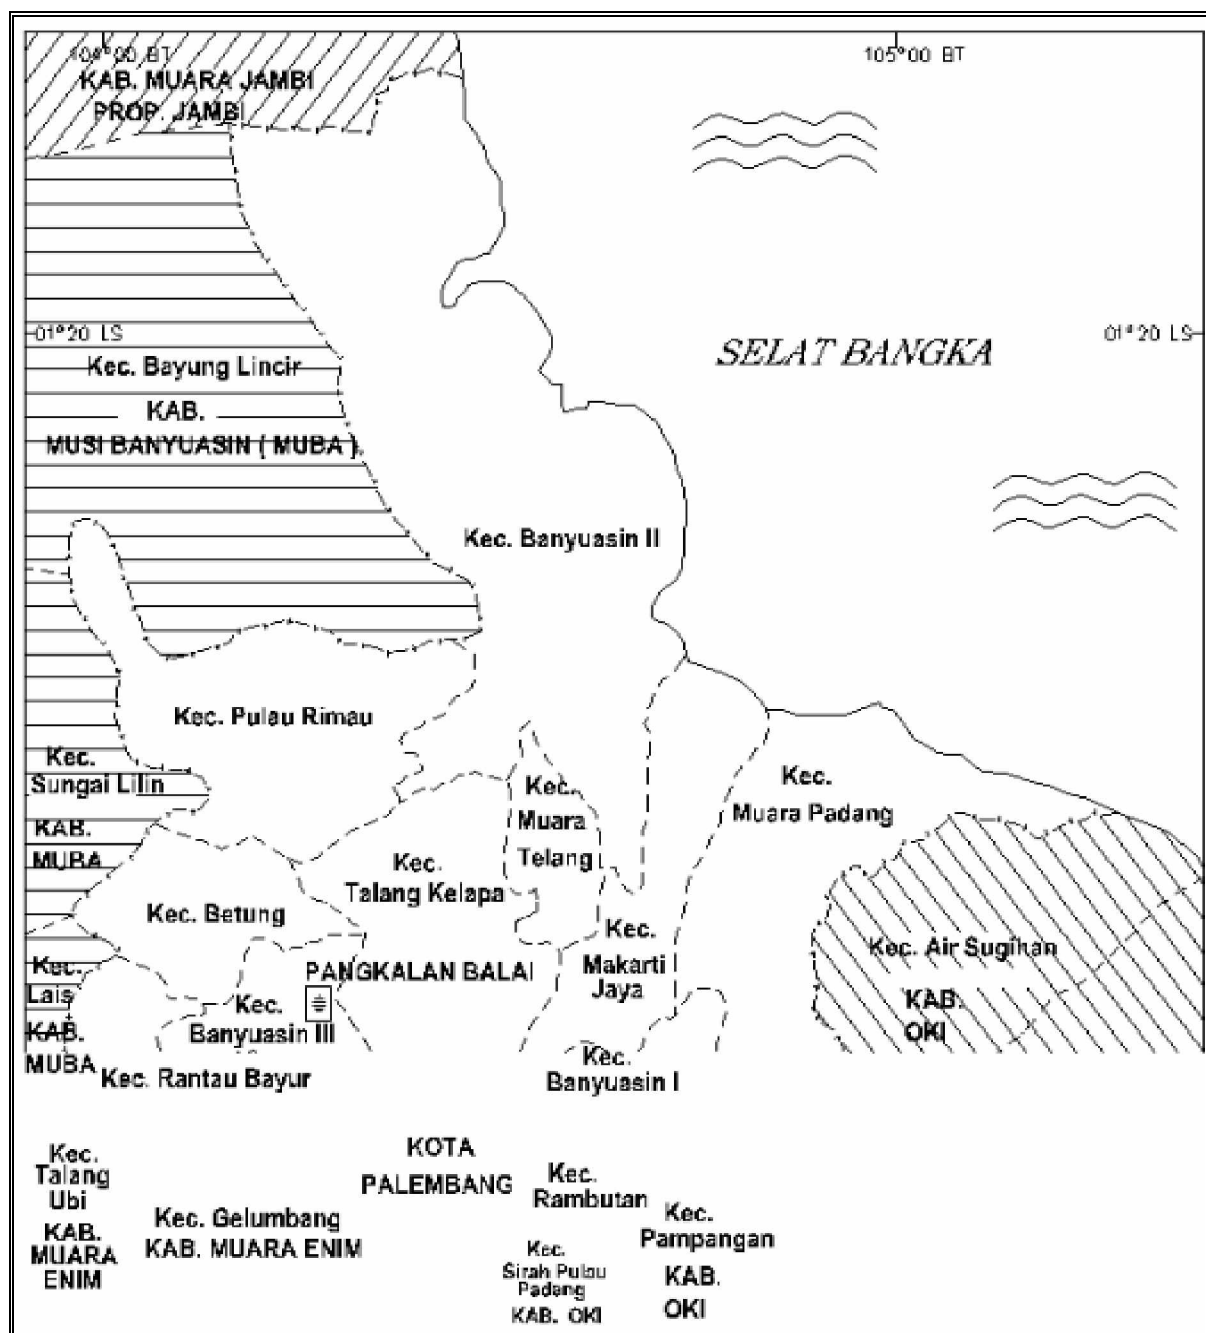 104°00 BT
105°00 BT
KAB. MUARA JAMBI
PROP. JAMBI
01°20 LS
01°20 LS
SELAT BANGKA
Kec. Bayung Lincir
KAB.
MUSI BANYUASIN ( MUBA )
Kec. Banyuasin II
Kec. Pulau Rimau
Kec.
Sungai Lilin
KAB.
MUBA
Kec.
Muara
Telang
Kec.
Muara Padang
Kec.
Talang Kelapa
Kec. Betung
Kec.
Makarti
Jaya
Kec. Air Sugihan
KAB.
OKI
PANGKALAN BALAI
Kec.
Lais
KAB.
MUBA
Kec.
Banyuasin III
Kec. Rantau Bayur
Kec.
Banyuasin I
Kec.
Talang
Ubi
KAB.
MUARA
ENIM
KOTA
PALEMBANG
Kec. Gelumbang
KAB. MUARA ENIM
Kec.
Rambutan
Kec.
Pampangan
KAB.
OKI
Kec.
Sirah Pulau
Padang
KAB. OKI